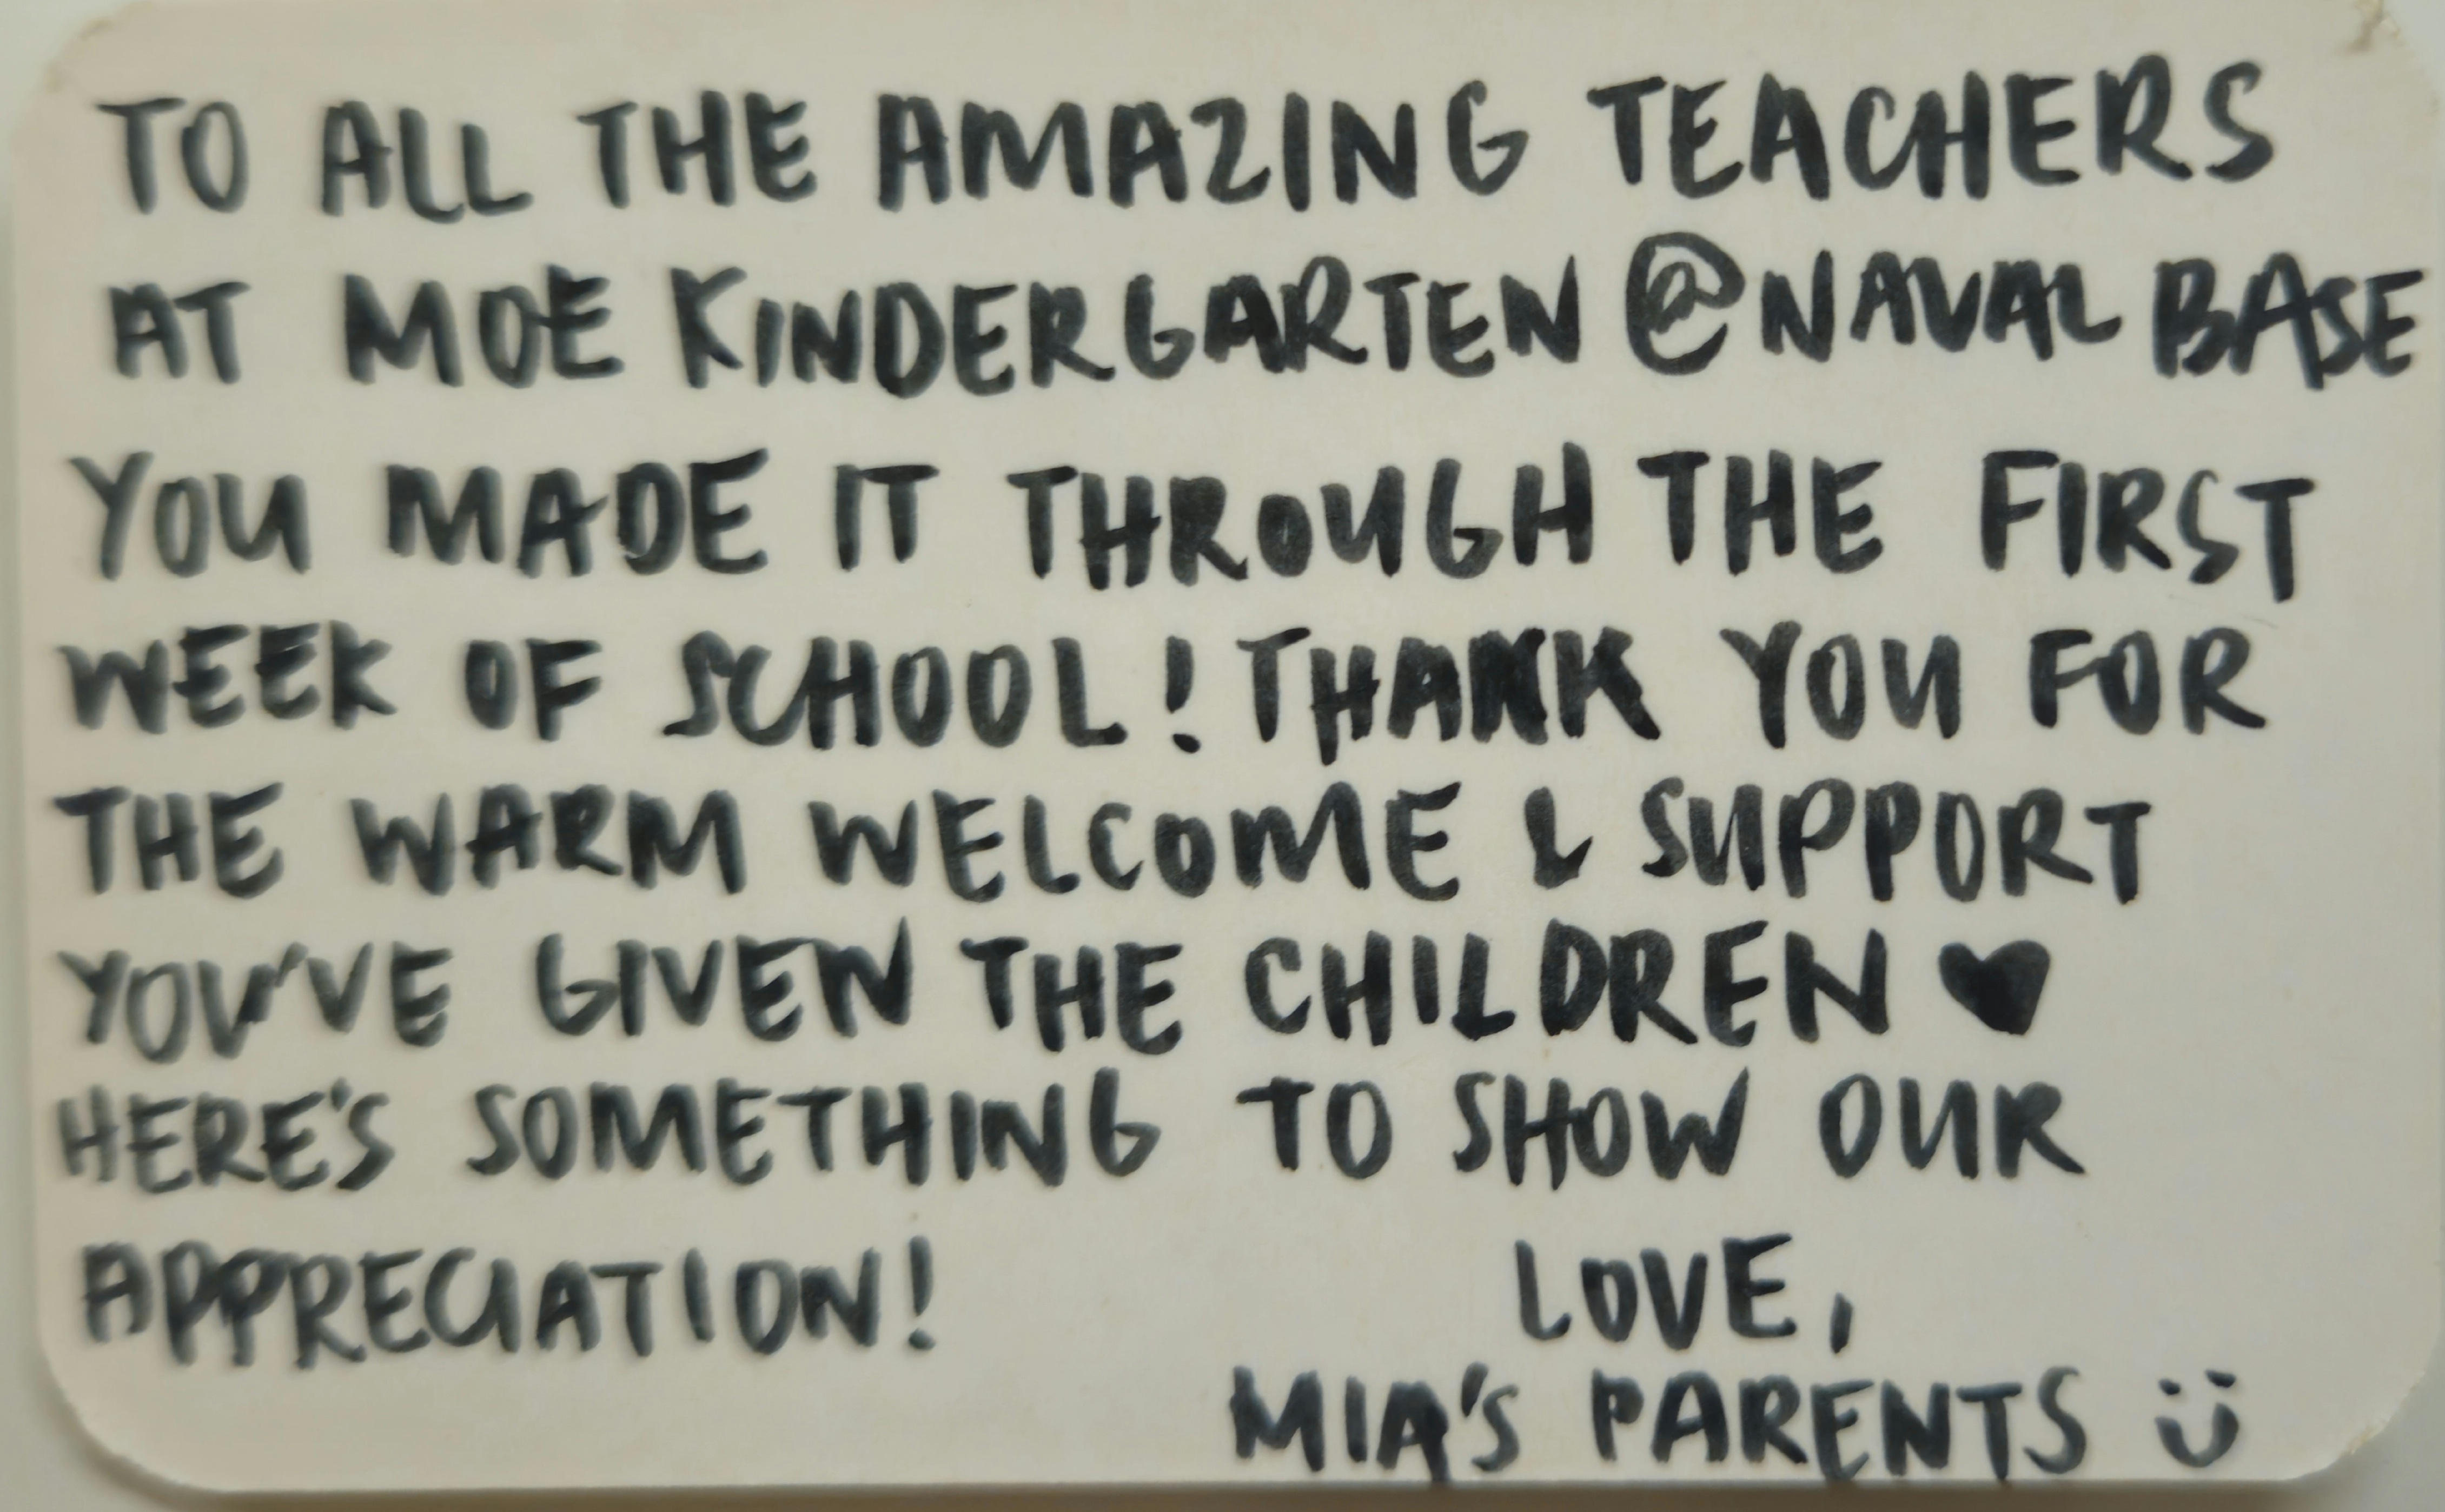 TO ALL THE AMAZING TEACHERS
AT MOE KINDERGARTEN @NAVAL BASE
YOU MADE IT THROUGH THE FIRST
WEEK OF SCHOOL! THANK YOU FOR
THE WARM WELCOME & SUPPORT
YOU'VE GIVEN THE CHILDREN ♥
HERE'S SOMETHING TO SHOW OUR
APPRECIATION!
LOVE,
MIA'S PARENTS Ü